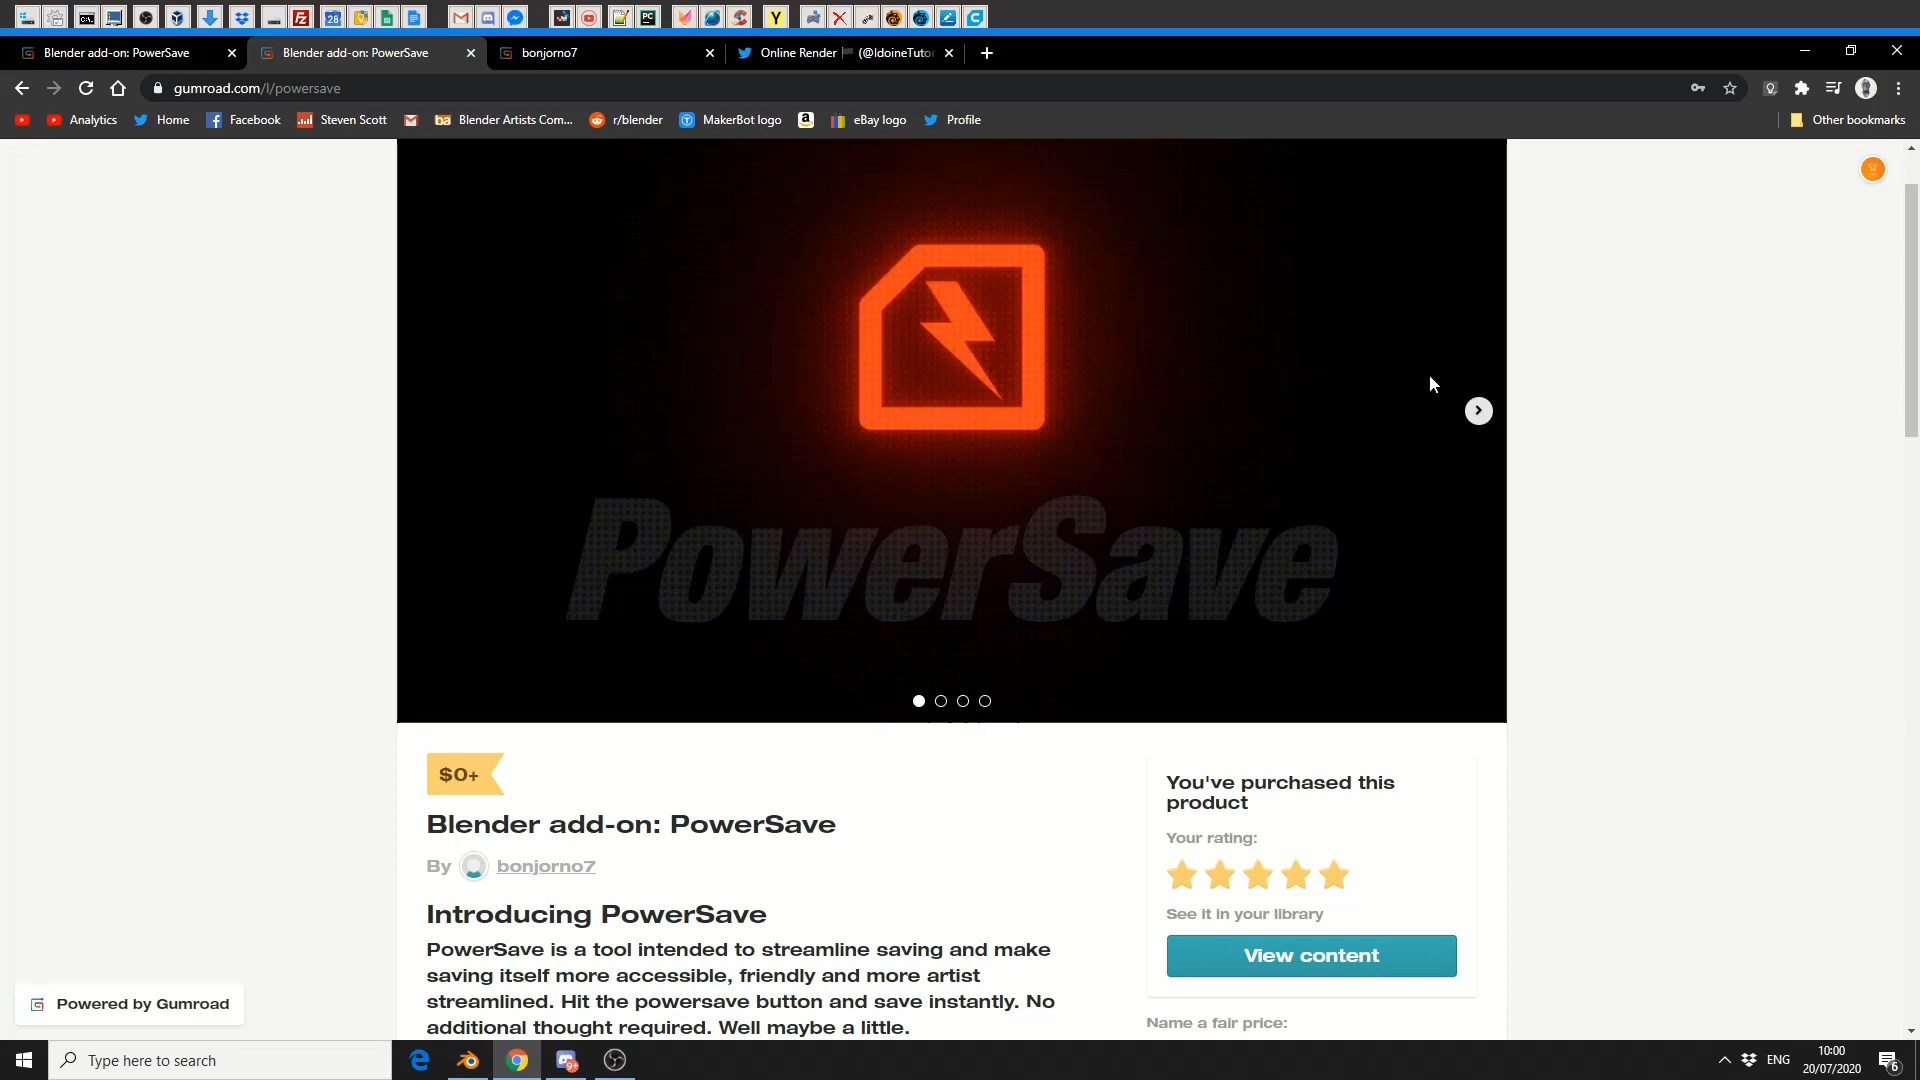 Blender add-on: PowerSave
Blender add-on: PowerSave
bonjorno7
Online Render
(@IdoineTutor
gumroad.com/l/powersave
Analytics
Home
Facebook
Steven Scott
Blender Artists Com...
r/blender
MakerBot logo
eBay logo
Profile
Other bookmarks
PowerSave
$0+
Blender add-on: PowerSave
By bonjorno7
Introducing PowerSave
PowerSave is a tool intended to streamline saving and make
saving itself more accessible, friendly and more artist
streamlined. Hit the powersave button and save instantly. No
additional thought required. Well maybe a little.
You've purchased this
product
Your rating:
See it in your library
View content
Name a fair price:
Powered by Gumroad
Type here to search
ENG
10:00
20/07/2020